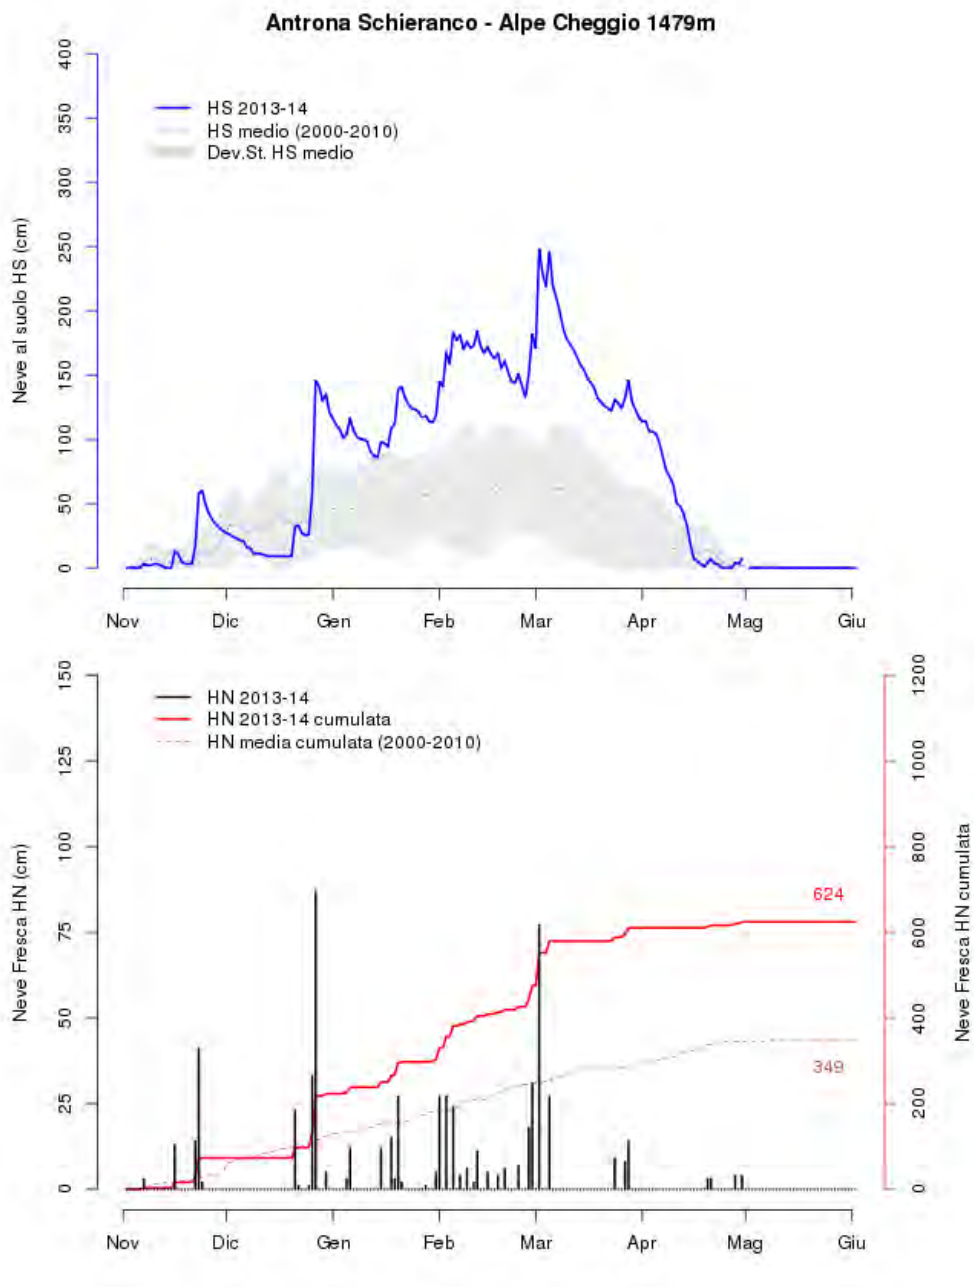 Antrona Schieranco - Alpe Cheggio 1479m
400
350
300
250
200
150
100
50
0
Neve al suolo HS (cm)
HS 2013-14
HS medio (2000-2010)
Dev.St. HS medio
Nov Dic Gen Feb Mar Apr Mag Giu
150
125
100
75
50
25
0
Neve Fresca HN (cm)
HN 2013-14
HN 2013-14 cumulata
HN media cumulata (2000-2010)
624
349
1200
1000
800
600
400
200
0
Neve Fresca HN cumulata
Nov Dic Gen Feb Mar Apr Mag Giu